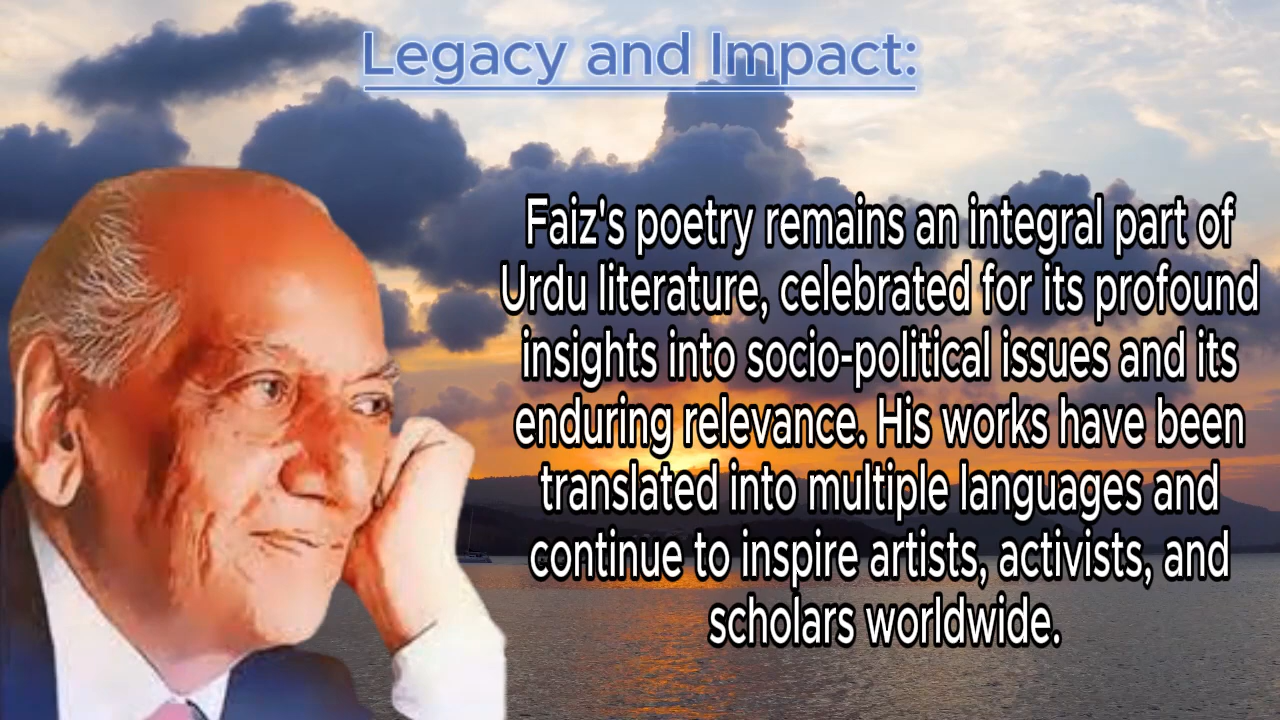 Legacy and Impact:
Faiz's poetry remains an integral part of
Urdu literature, celebrated for its profound
insights into socio-political issues and its
enduring relevance. His works have been
translated into multiple languages and
continue to inspire artists, activists, and
scholars worldwide.